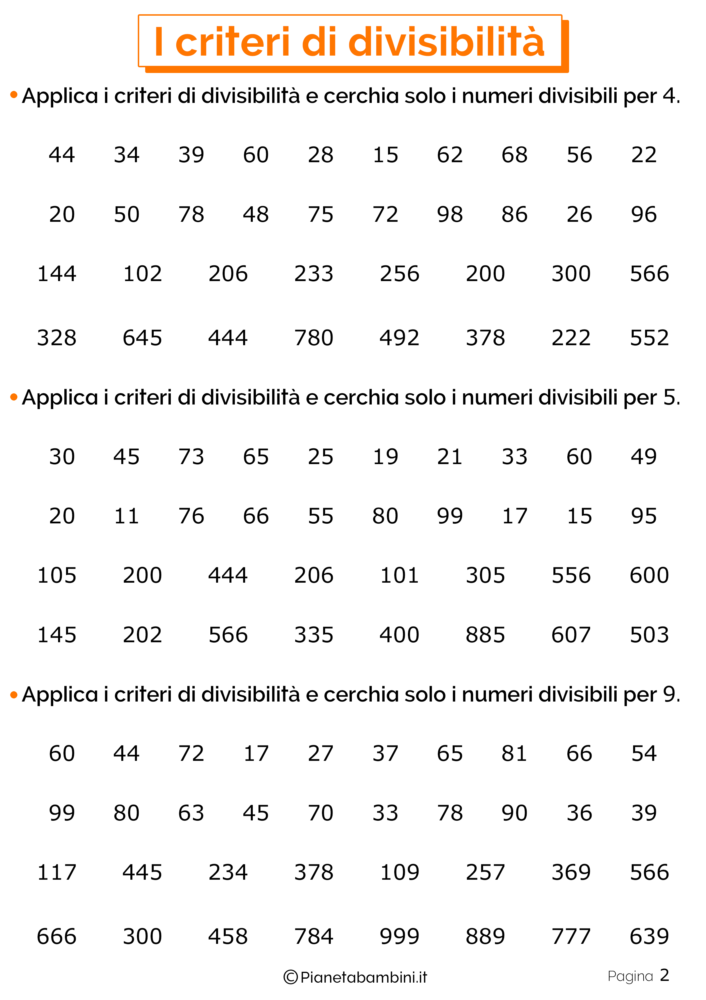 I criteri di divisibilità
• Applica i criteri di divisibilità e cerchia solo i numeri divisibili per 4.
44 34 39 60 28 15 62 68 56 22
20 50 78 48 75 72 98 86 26 96
144 102 206 233 256 200 300 566
328 645 444 780 492 378 222 552
• Applica i criteri di divisibilità e cerchia solo i numeri divisibili per 5.
30 45 73 65 25 19 21 33 60 49
20 11 76 66 55 80 99 17 15 95
105 200 444 206 101 305 556 600
145 202 566 335 400 885 607 503
• Applica i criteri di divisibilità e cerchia solo i numeri divisibili per 9.
60 44 72 17 27 37 65 81 66 54
99 80 63 45 70 33 78 90 36 39
117 445 234 378 109 257 369 566
666 300 458 784 999 889 777 639
©Pianetabambini.it
Pagina 2